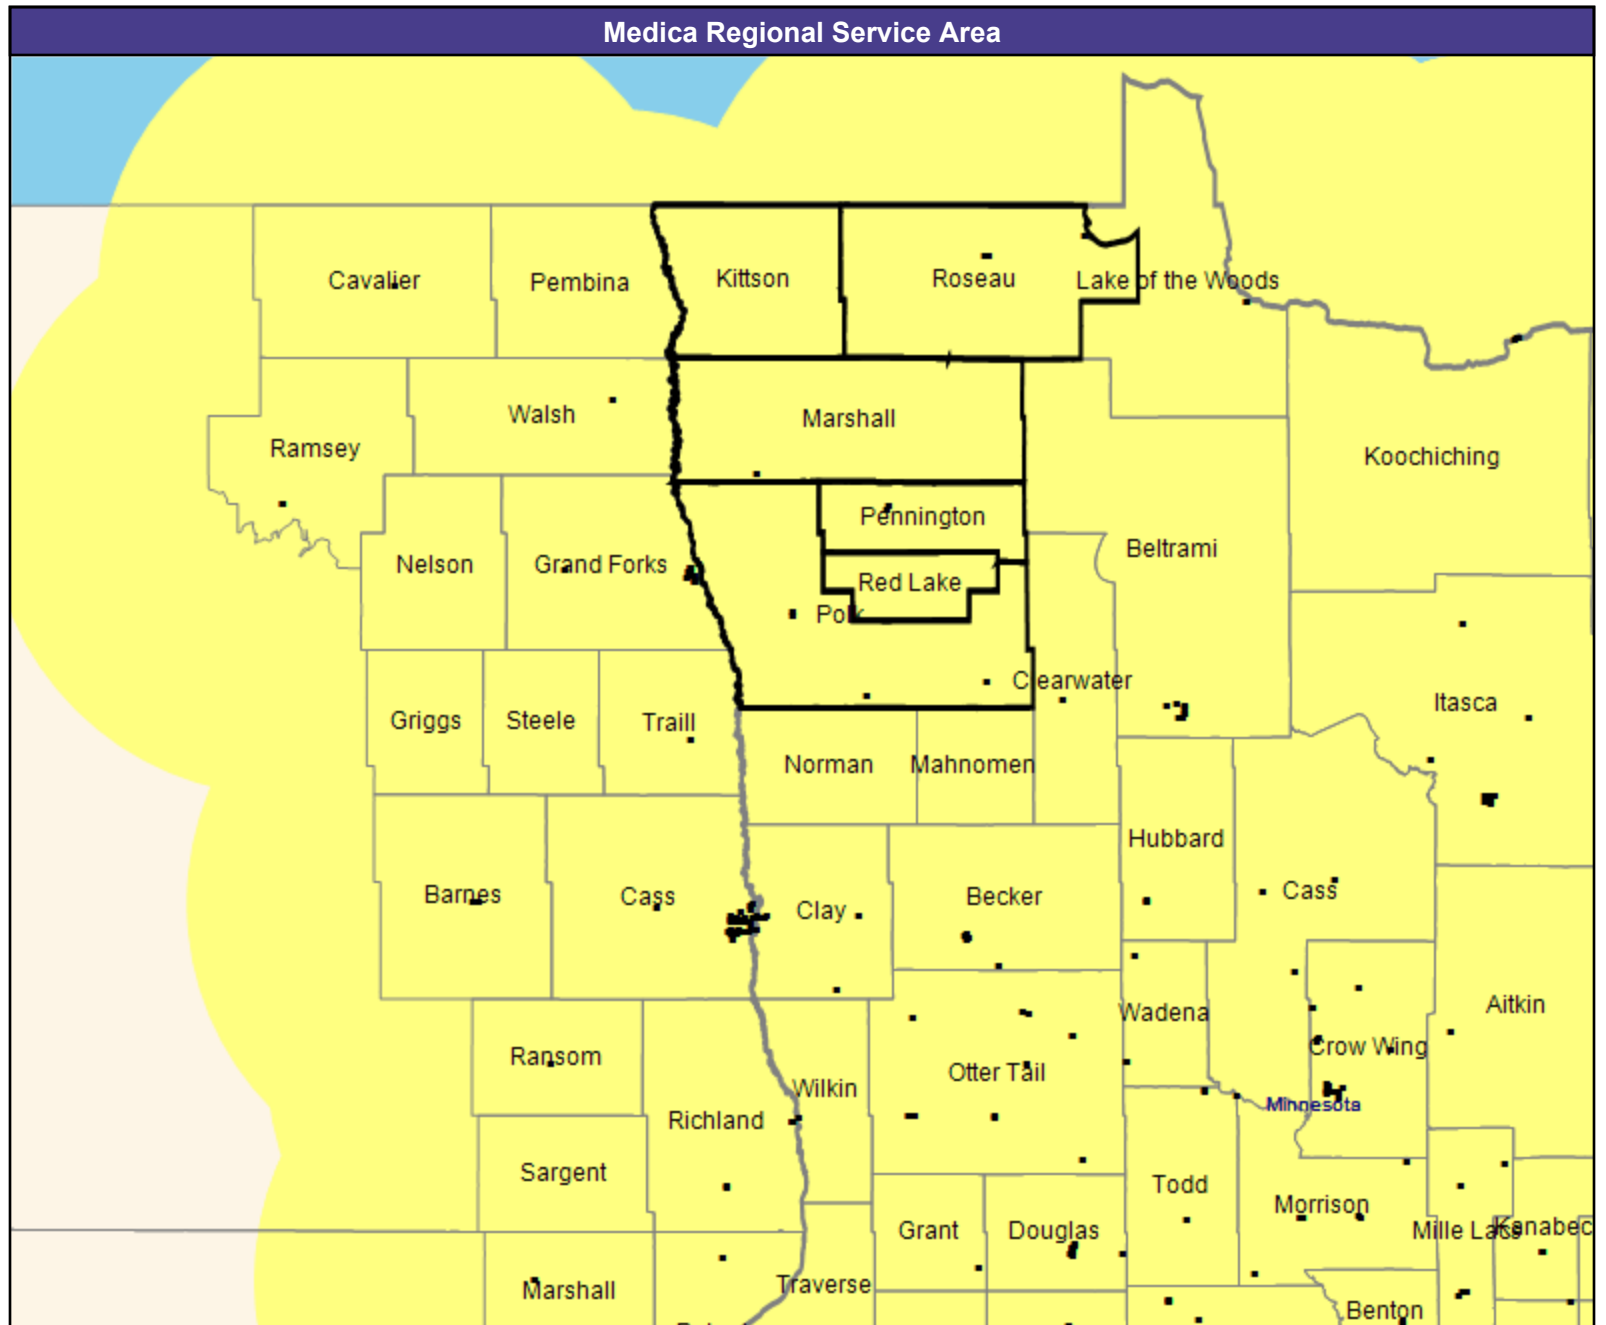 Medica Regional Service Area
Cavalier
Pembina
Kittson
Roseau
Lake of the Woods
Walsh
Marshall
Ramsey
Koochiching
Pennington
Beltrami
Nelson
Grand Forks
Red Lake
Polk
Clearwater
Itasca
Griggs
Steele
Traill
Norman
Mahnomen
Hubbard
Barnes
Cass
Clay
Becker
Cass
Aitkin
Wadena
Crow Wing
Ransom
Otter Tail
Wilkin
Minnesota
Richland
Sargent
Todd
Morrison
Grant
Douglas
Mille Lacs
Kanabec
Marshall
Traverse
Benton